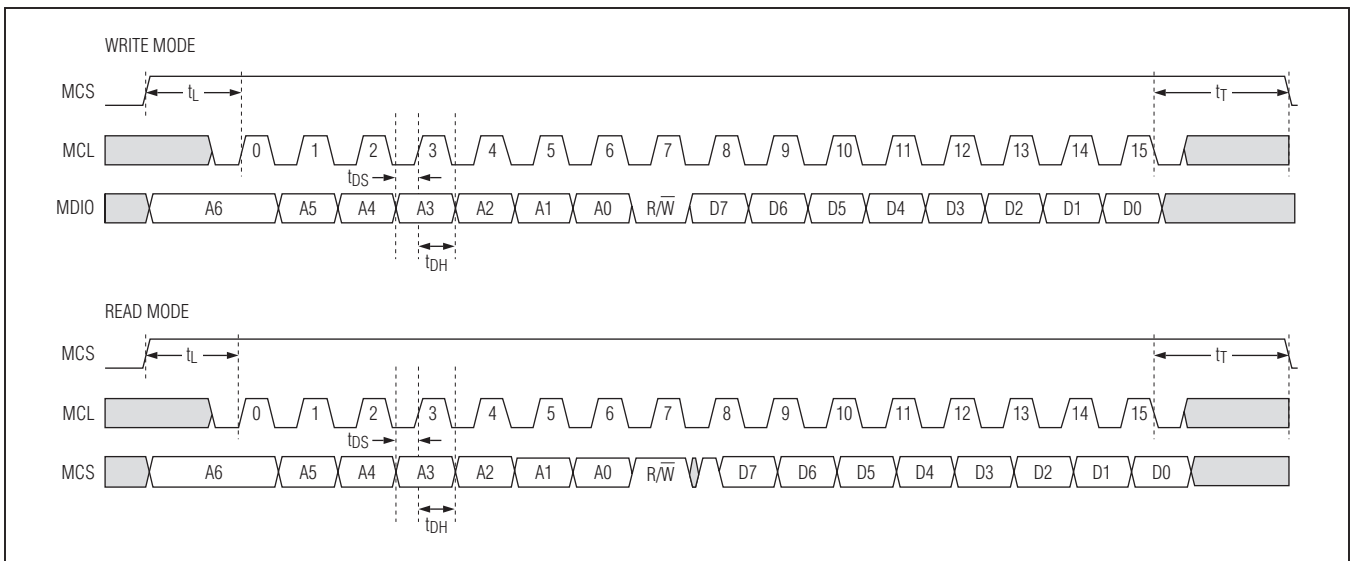 WRITE MODE
MCS tL tT
MCL 0 1 2 3 4 5 6 7 8 9 10 11 12 13 14 15
tDS
MDIO A6 A5 A4 A3 A2 A1 A0 R/W̅ D7 D6 D5 D4 D3 D2 D1 D0
tDH
READ MODE
MCS tL tT
MCL 0 1 2 3 4 5 6 7 8 9 10 11 12 13 14 15
tDS
MCS A6 A5 A4 A3 A2 A1 A0 R/W̅ D7 D6 D5 D4 D3 D2 D1 D0
tDH